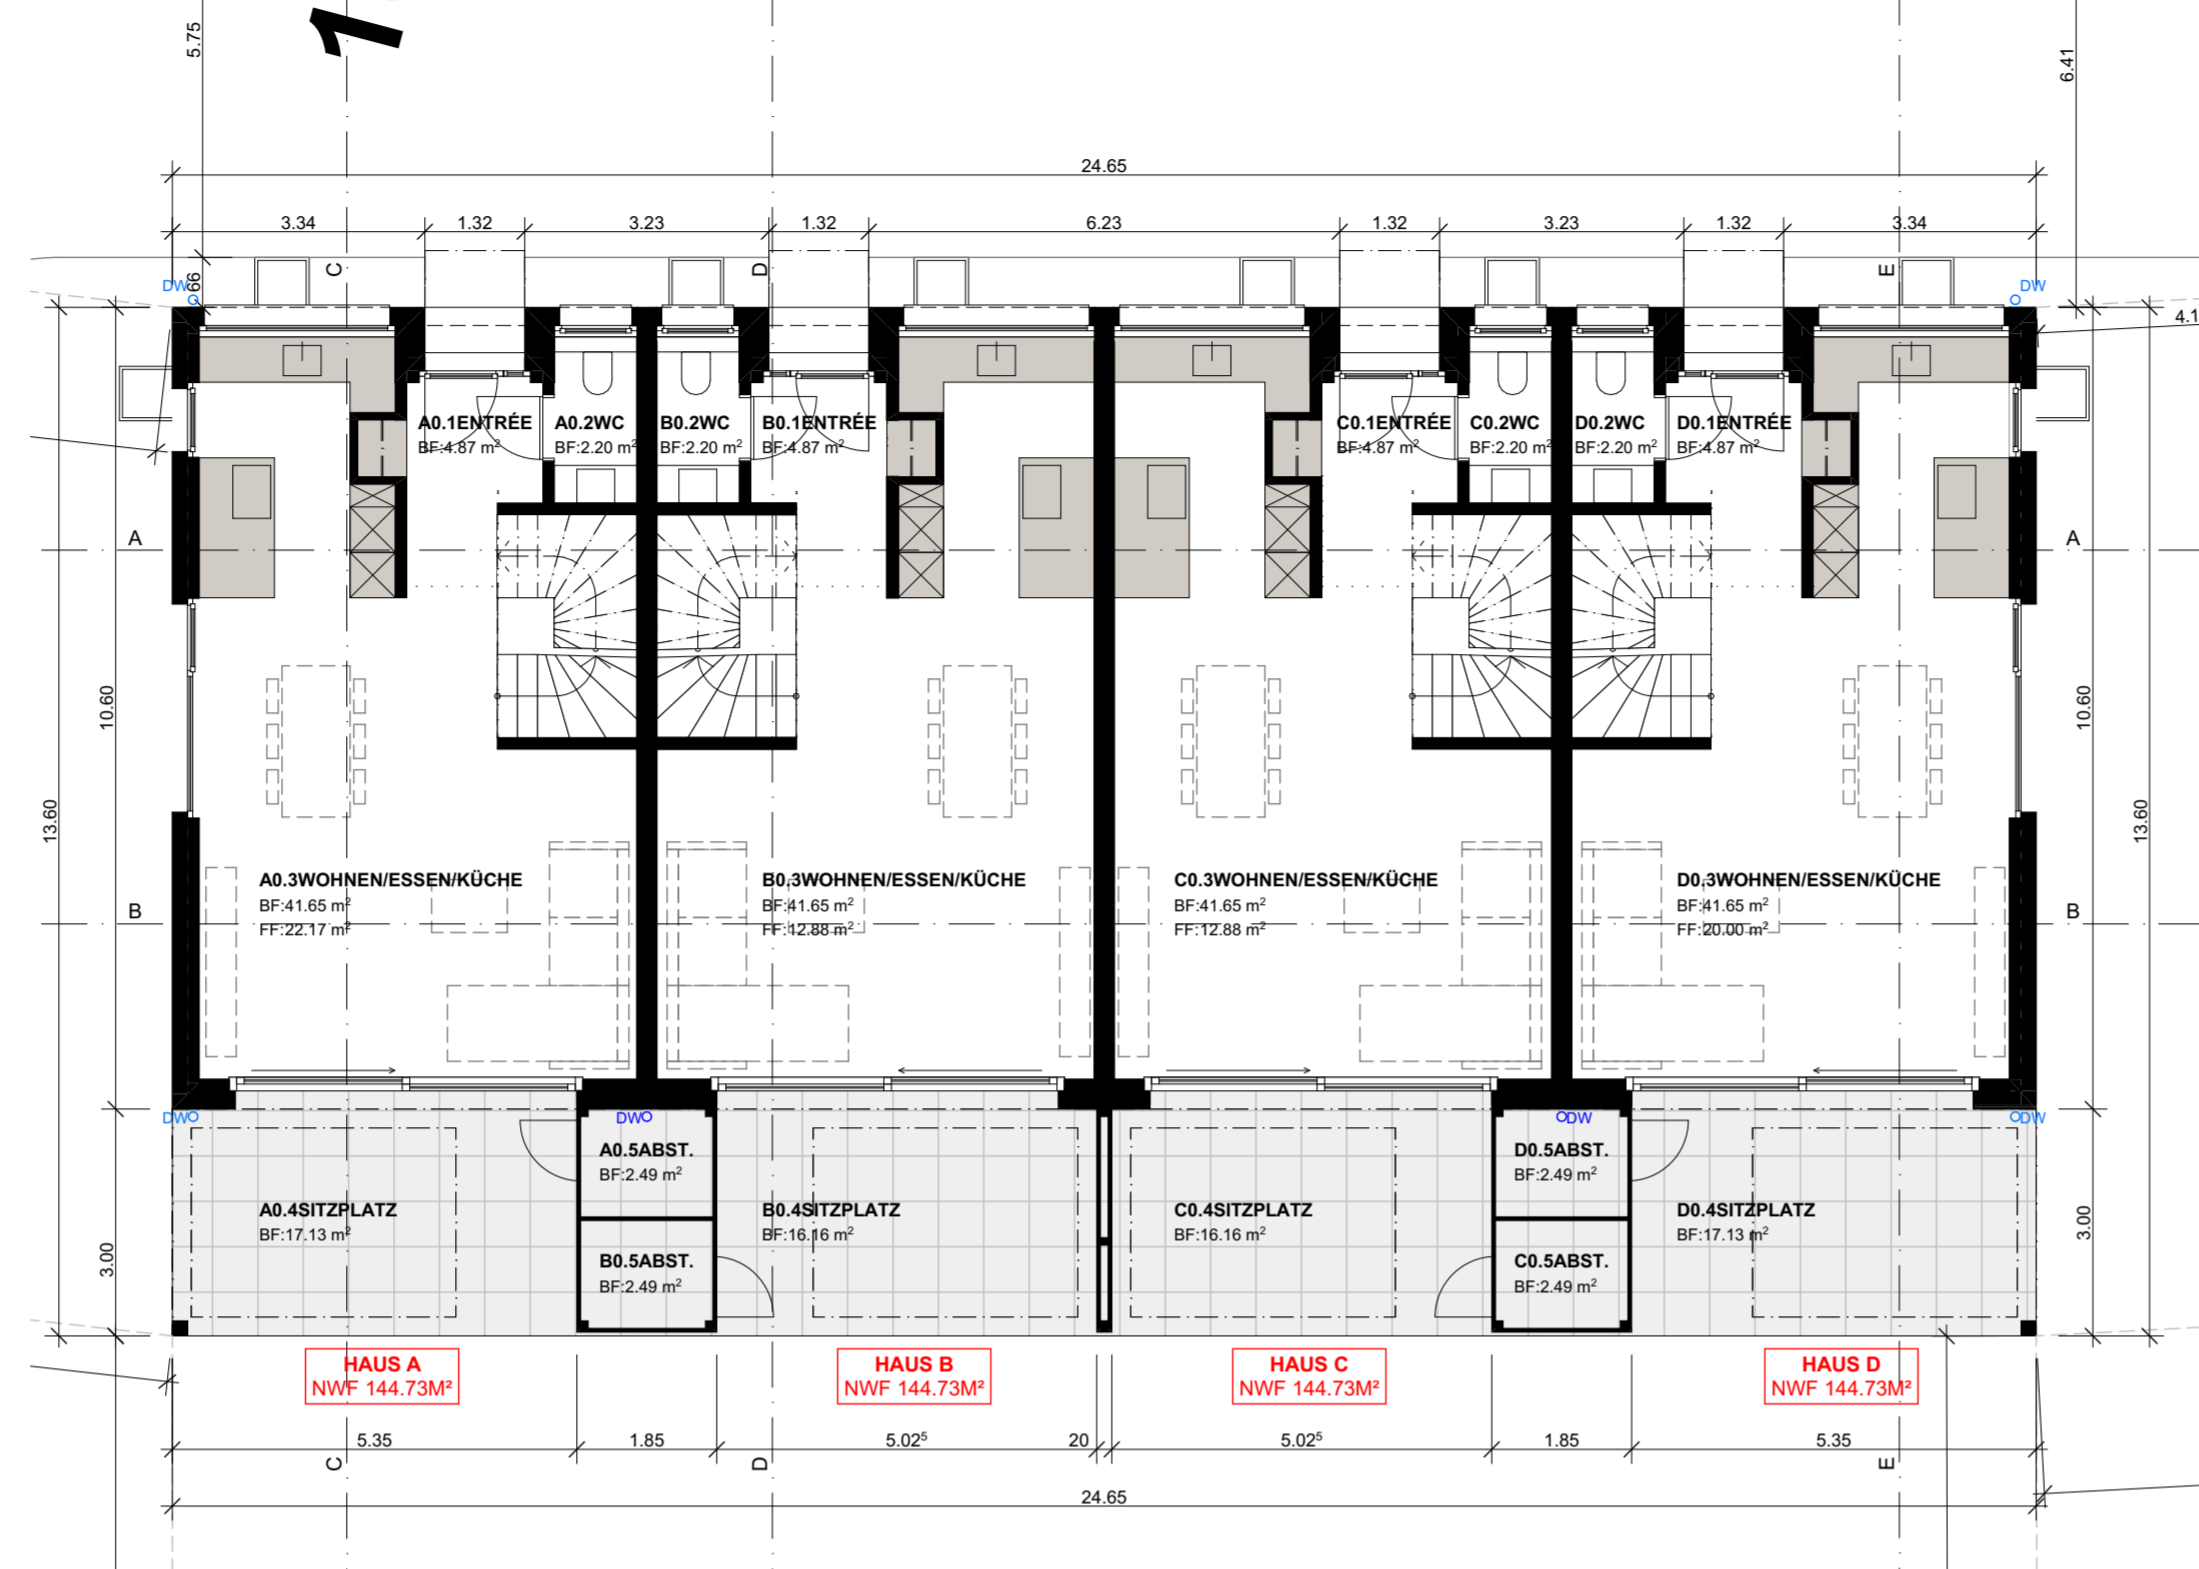 1
5.75
6.41
24.65
3.34
1.32
3.23
1.32
6.23
1.32
3.23
1.32
3.34
C
D
E
DW
66
DW
4.1
A0.1ENTRÉE
BF:4.87 m²
A0.2WC
BF:2.20 m²
B0.2WC
BF:2.20 m²
B0.1ENTRÉE
BF:4.87 m²
C0.1ENTRÉE
BF:4.87 m²
C0.2WC
BF:2.20 m²
D0.2WC
BF:2.20 m²
D0.1ENTRÉE
BF:4.87 m²
A
A
10.60
10.60
13.60
13.60
A0.3WOHNEN/ESSEN/KÜCHE
BF:41.65 m²
FF:22.17 m²
B0.3WOHNEN/ESSEN/KÜCHE
BF:41.65 m²
FF:12.88 m²
C0.3WOHNEN/ESSEN/KÜCHE
BF:41.65 m²
FF:12.88 m²
D0.3WOHNEN/ESSEN/KÜCHE
BF:41.65 m²
FF:20.00 m²
B
B
DW
DW
DW
DW
A0.5ABST.
BF:2.49 m²
D0.5ABST.
BF:2.49 m²
A0.4SITZPLATZ
BF:17.13 m²
B0.4SITZPLATZ
BF:16.16 m²
C0.4SITZPLATZ
BF:16.16 m²
D0.4SITZPLATZ
BF:17.13 m²
B0.5ABST.
BF:2.49 m²
C0.5ABST.
BF:2.49 m²
3.00
3.00
HAUS A
NWF 144.73M²
HAUS B
NWF 144.73M²
HAUS C
NWF 144.73M²
HAUS D
NWF 144.73M²
5.35
1.85
5.02⁵
20
5.02⁵
1.85
5.35
C
D
E
24.65